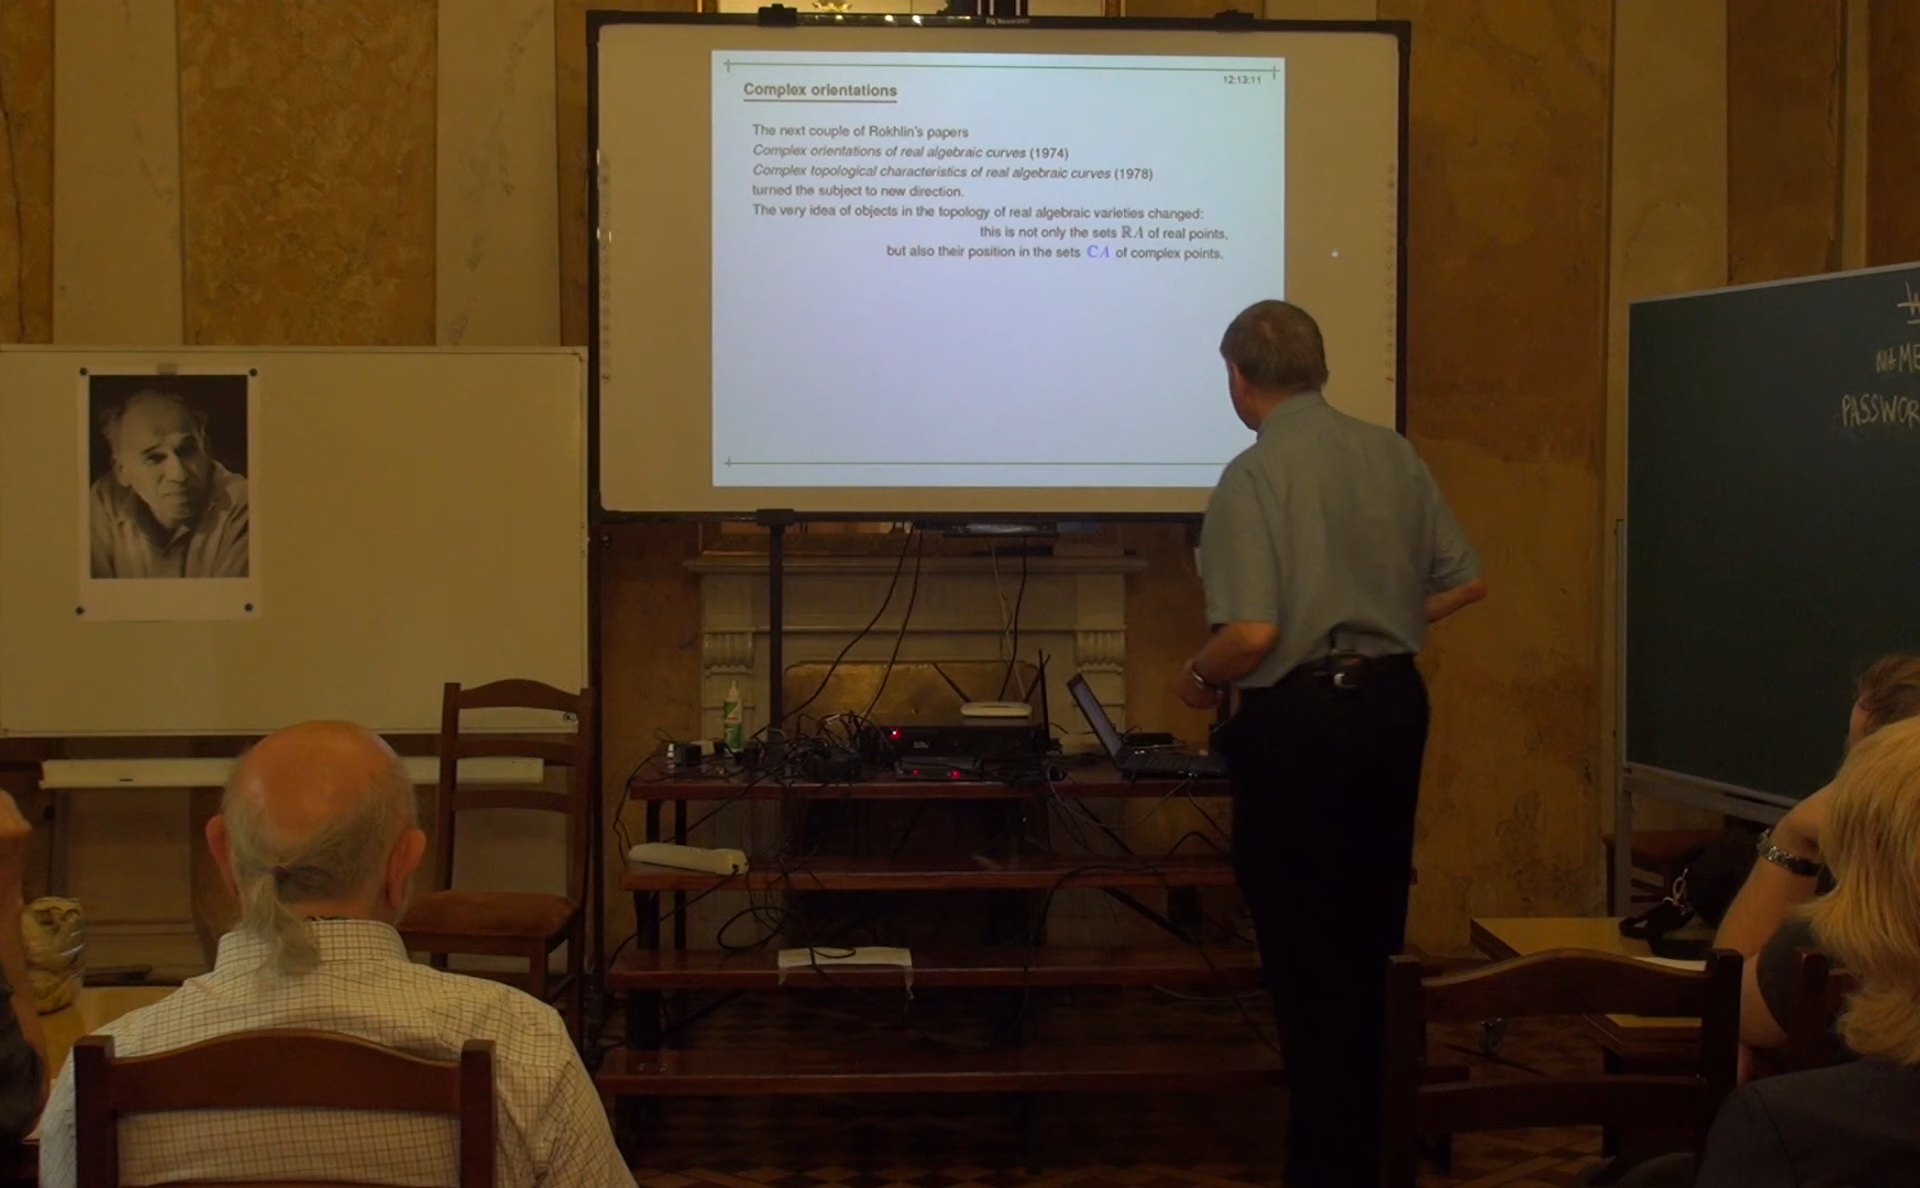 12:13:11
Complex orientations
The next couple of Rokhlin's papers
Complex orientations of real algebraic curves (1974)
Complex topological characteristics of real algebraic curves (1978)
turned the subject to new direction.
The very idea of objects in the topology of real algebraic varieties changed:
this is not only the sets ℝA of real points,
but also their position in the sets ℂA of complex points.